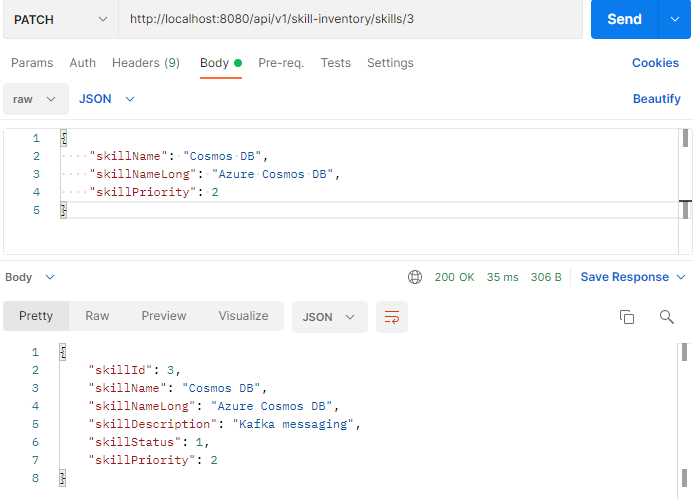 PATCH http://localhost:8080/api/v1/skill-inventory/skills/3 Send
Params Auth Headers (9) Body Pre-req. Tests Settings Cookies
raw JSON Beautify
1 {
2 "skillName": "Cosmos DB",
3 "skillNameLong": "Azure Cosmos DB",
4 "skillPriority": 2
5 }
Body 200 OK 35 ms 306 B Save Response
Pretty Raw Preview Visualize JSON
1 {
2 "skillId": 3,
3 "skillName": "Cosmos DB",
4 "skillNameLong": "Azure Cosmos DB",
5 "skillDescription": "Kafka messaging",
6 "skillStatus": 1,
7 "skillPriority": 2
8 }